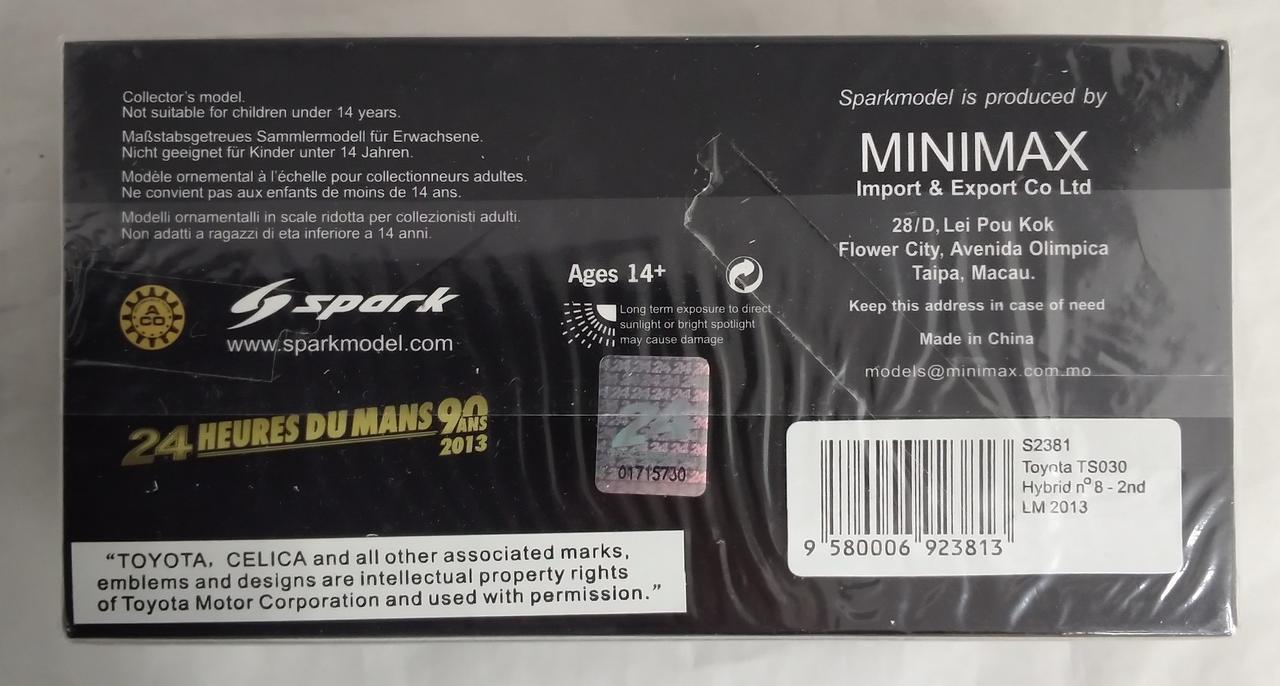 Collector's model.
Not suitable for children under 14 years.
Maßstabsgetreues Sammlermodell für Erwachsene.
Nicht geeignet für Kinder unter 14 Jahren.
Modèle ornemental à l'échelle pour collectionneurs adultes.
Ne convient pas aux enfants de moins de 14 ans.
Modelli ornamentalli in scale ridotta per collezionisti adulti.
Non adatti a ragazzi di eta inferiore a 14 anni.
ACO
spark
www.sparkmodel.com
24 HEURES DU MANS 90 ANS
2013
Ages 14+
Long term exposure to direct
sunlight or bright spotlight
may cause damage
24
01715730
Sparkmodel is produced by
MINIMAX
Import & Export Co Ltd
28/D, Lei Pou Kok
Flower City, Avenida Olimpica
Taipa, Macau.
Keep this address in case of need
Made in China
models@minimax.com.mo
S2381
Toyota TS030
Hybrid nº8 - 2nd
LM 2013
9 580006 923813
“TOYOTA, CELICA and all other associated marks,
emblems and designs are intellectual property rights
of Toyota Motor Corporation and used with permission.”